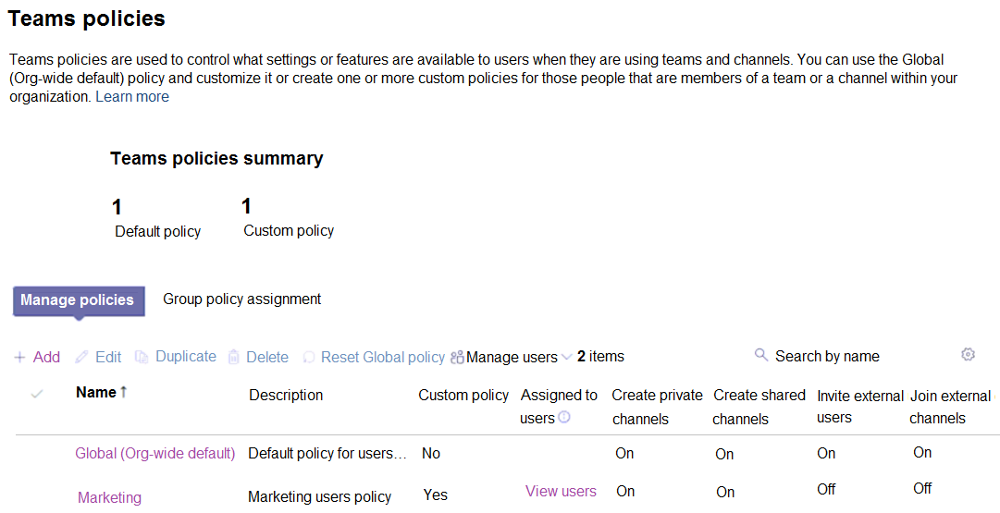 Teams policies
Teams policies are used to control what settings or features are available to users when they are using teams and channels. You can use the Global
(Org-wide default) policy and customize it or create one or more custom policies for those people that are members of a team or a channel within your
organization. Learn more
Teams policies summary
1 1
Default policy Custom policy
Manage policies Group policy assignment
+ Add Edit Duplicate Delete Reset Global policy Manage users 2 items Search by name
Name ↑ Description Custom policy Assigned to Create private Create shared Invite external Join external
users channels channels users channels
Global (Org-wide default) Default policy for users... No On On On On
Marketing Marketing users policy Yes View users On On Off Off